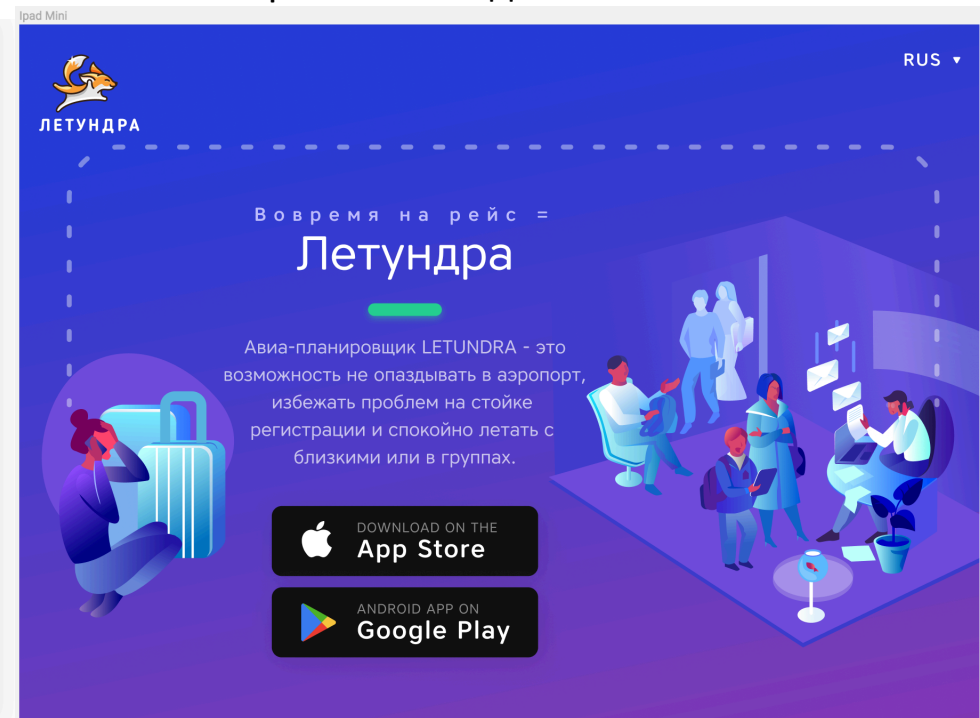 Ipad Mini
RUS ▼
ЛЕТУНДРА
Вовремя на рейс =
Летундра
Авиа-планировщик LETUNDRA - это
возможность не опаздывать в аэропорт,
избежать проблем на стойке
регистрации и спокойно летать с
близкими или в группах.
DOWNLOAD ON THE
App Store
ANDROID APP ON
Google Play